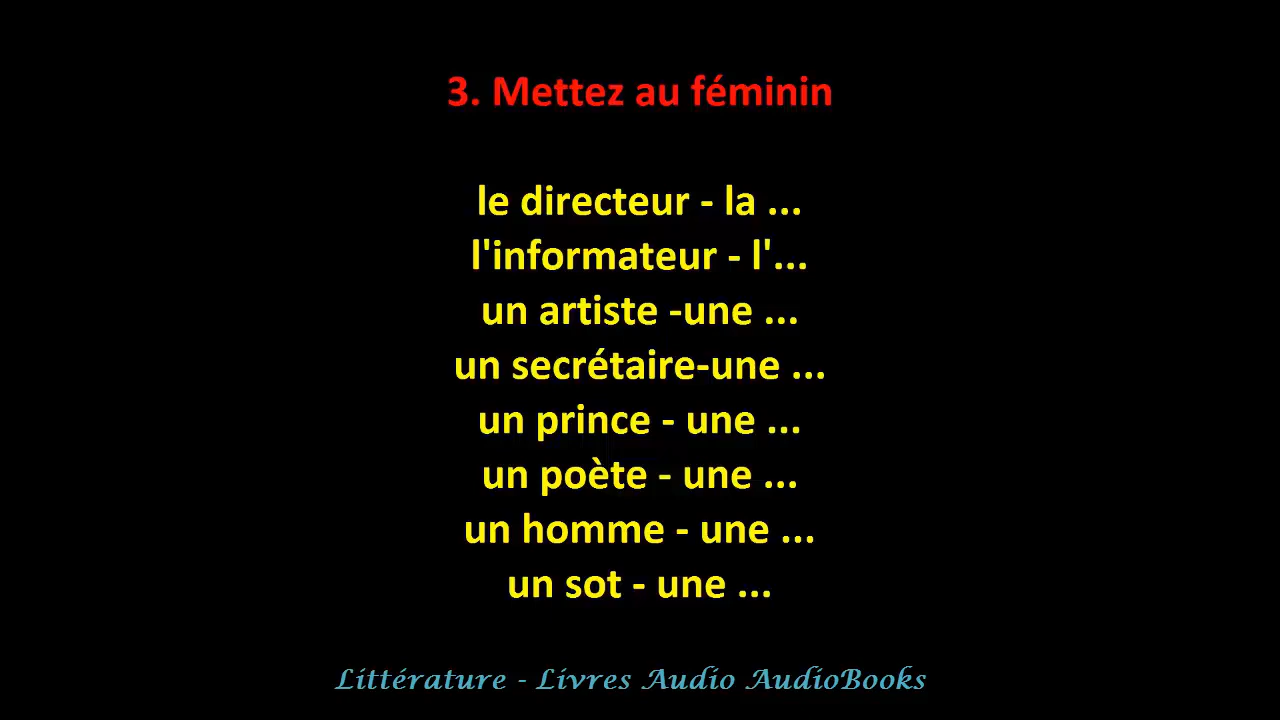 3. Mettez au féminin
le directeur - la ...
l'informateur - l'...
un artiste -une ...
un secrétaire-une ...
un prince - une ...
un poète - une ...
un homme - une ...
un sot - une ...
Littérature - Livres Audio AudioBooks